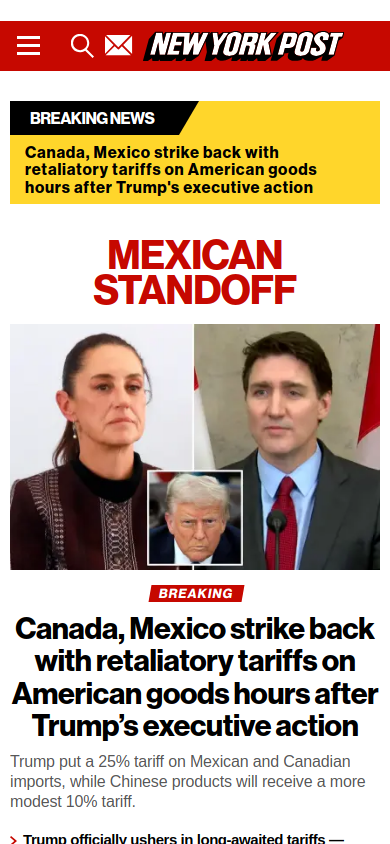 NEW YORK POST
BREAKING NEWS
Canada, Mexico strike back with
retaliatory tariffs on American goods
hours after Trump's executive action
MEXICAN
STANDOFF
BREAKING
Canada, Mexico strike back
with retaliatory tariffs on
American goods hours after
Trump’s executive action
Trump put a 25% tariff on Mexican and Canadian
imports, while Chinese products will receive a more
modest 10% tariff.
Trump officially ushers in long-awaited tariffs —